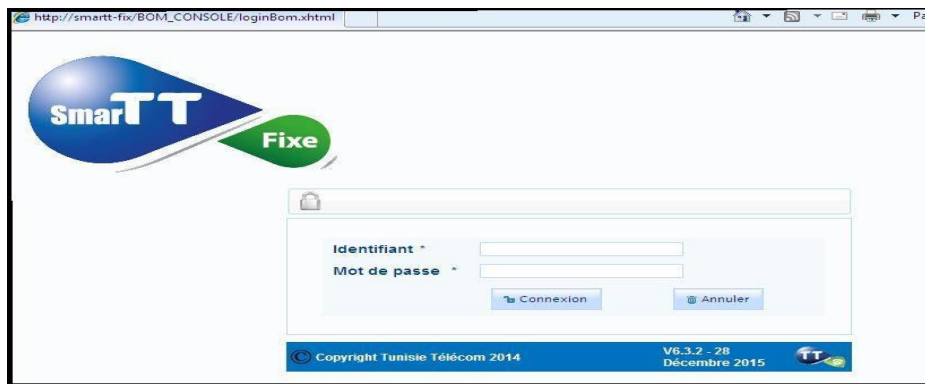 http://smartt-fix/BOM_CONSOLE/loginBom.xhtml
Pa
SmarTT
Fixe
Identifiant *
Mot de passe *
Connexion
Annuler
© Copyright Tunisie Télécom 2014
V6.3.2 - 28
Décembre 2015
TT